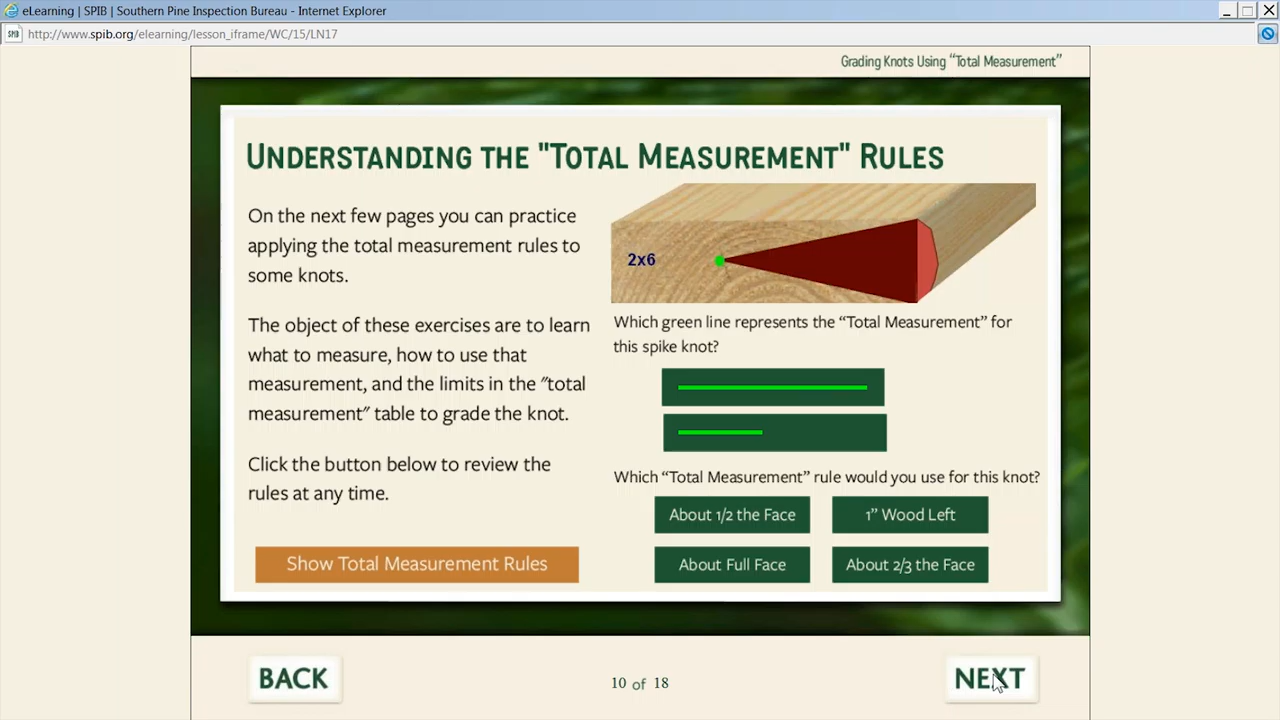 eLearning | SPIB | Southern Pine Inspection Bureau - Internet Explorer
SPIB http://www.spib.org/elearning/lesson_iframe/WC/15/LN17
Grading Knots Using “Total Measurement”
UNDERSTANDING THE "TOTAL MEASUREMENT" RULES
On the next few pages you can practice
applying the total measurement rules to
some knots.
The object of these exercises are to learn
what to measure, how to use that
measurement, and the limits in the "total
measurement" table to grade the knot.
Click the button below to review the
rules at any time.
Show Total Measurement Rules
2x6
Which green line represents the “Total Measurement” for
this spike knot?
Which “Total Measurement” rule would you use for this knot?
About 1/2 the Face
1” Wood Left
About Full Face
About 2/3 the Face
BACK
10 of 18
NEXT